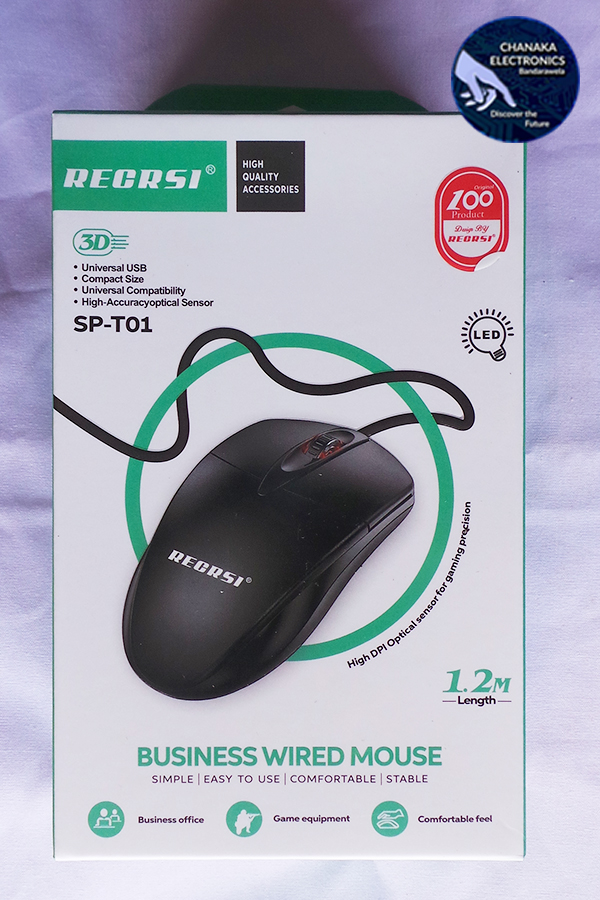 CHANAKA
ELECTRONICS
Bandarawela
Discover the
Future
RECRSI®
HIGH
QUALITY
ACCESSORIES
Original
100
Product
Dwip BY
RECRSI®
3D
• Universal USB
• Compact Size
• Universal Compatibility
• High-Accuracyoptical Sensor
SP-T01
LED
RECRSI®
High DPI Optical sensor for gaming precision
1.2M
Length
BUSINESS WIRED MOUSE
SIMPLE | EASY TO USE | COMFORTABLE | STABLE
Business office
Game equipment
Comfortable feel